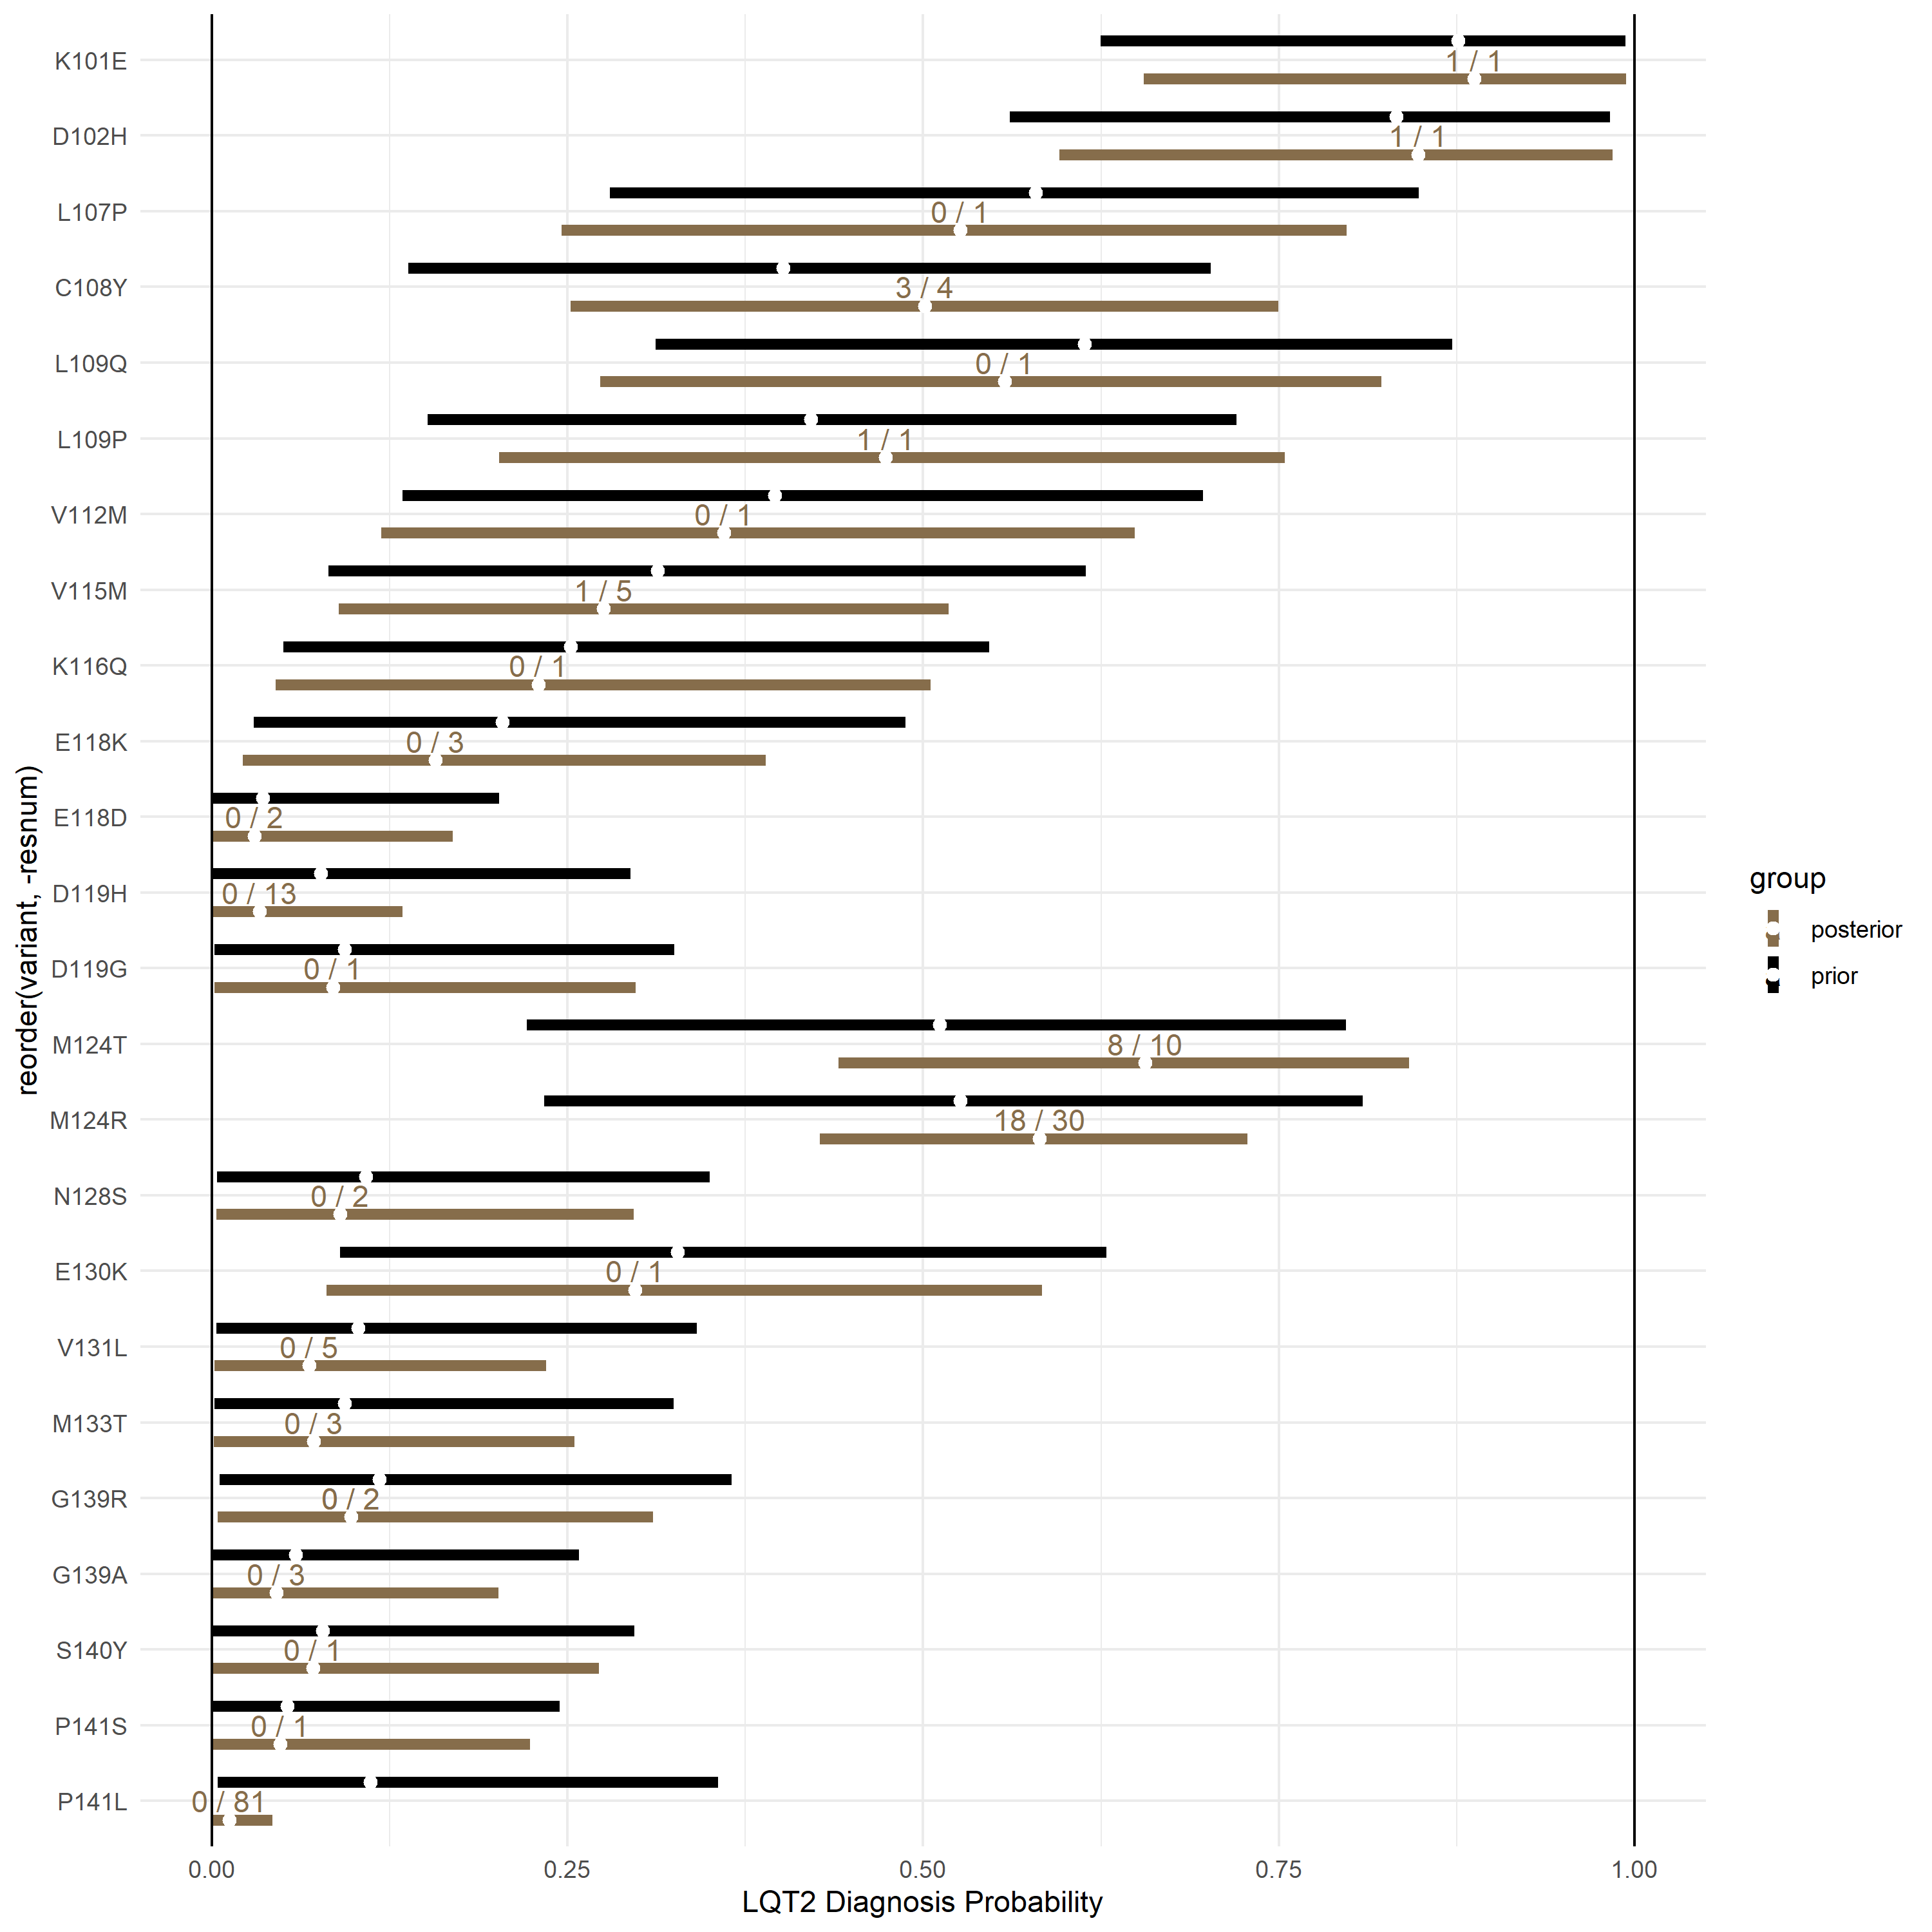 K101E
1 / 1
D102H
1 / 1
L107P
0 / 1
C108Y
3 / 4
L109Q
0 / 1
L109P
1 / 1
V112M
0 / 1
V115M
1 / 5
K116Q
0 / 1
E118K
0 / 3
E118D
0 / 2
D119H
0 / 13
D119G
0 / 1
M124T
8 / 10
M124R
18 / 30
N128S
0 / 2
E130K
0 / 1
V131L
0 / 5
M133T
0 / 3
G139R
0 / 2
G139A
0 / 3
S140Y
0 / 1
P141S
0 / 1
P141L
0 / 81
reorder(variant, -resnum)
0.00 0.25 0.50 0.75 1.00
LQT2 Diagnosis Probability
group
posterior
prior